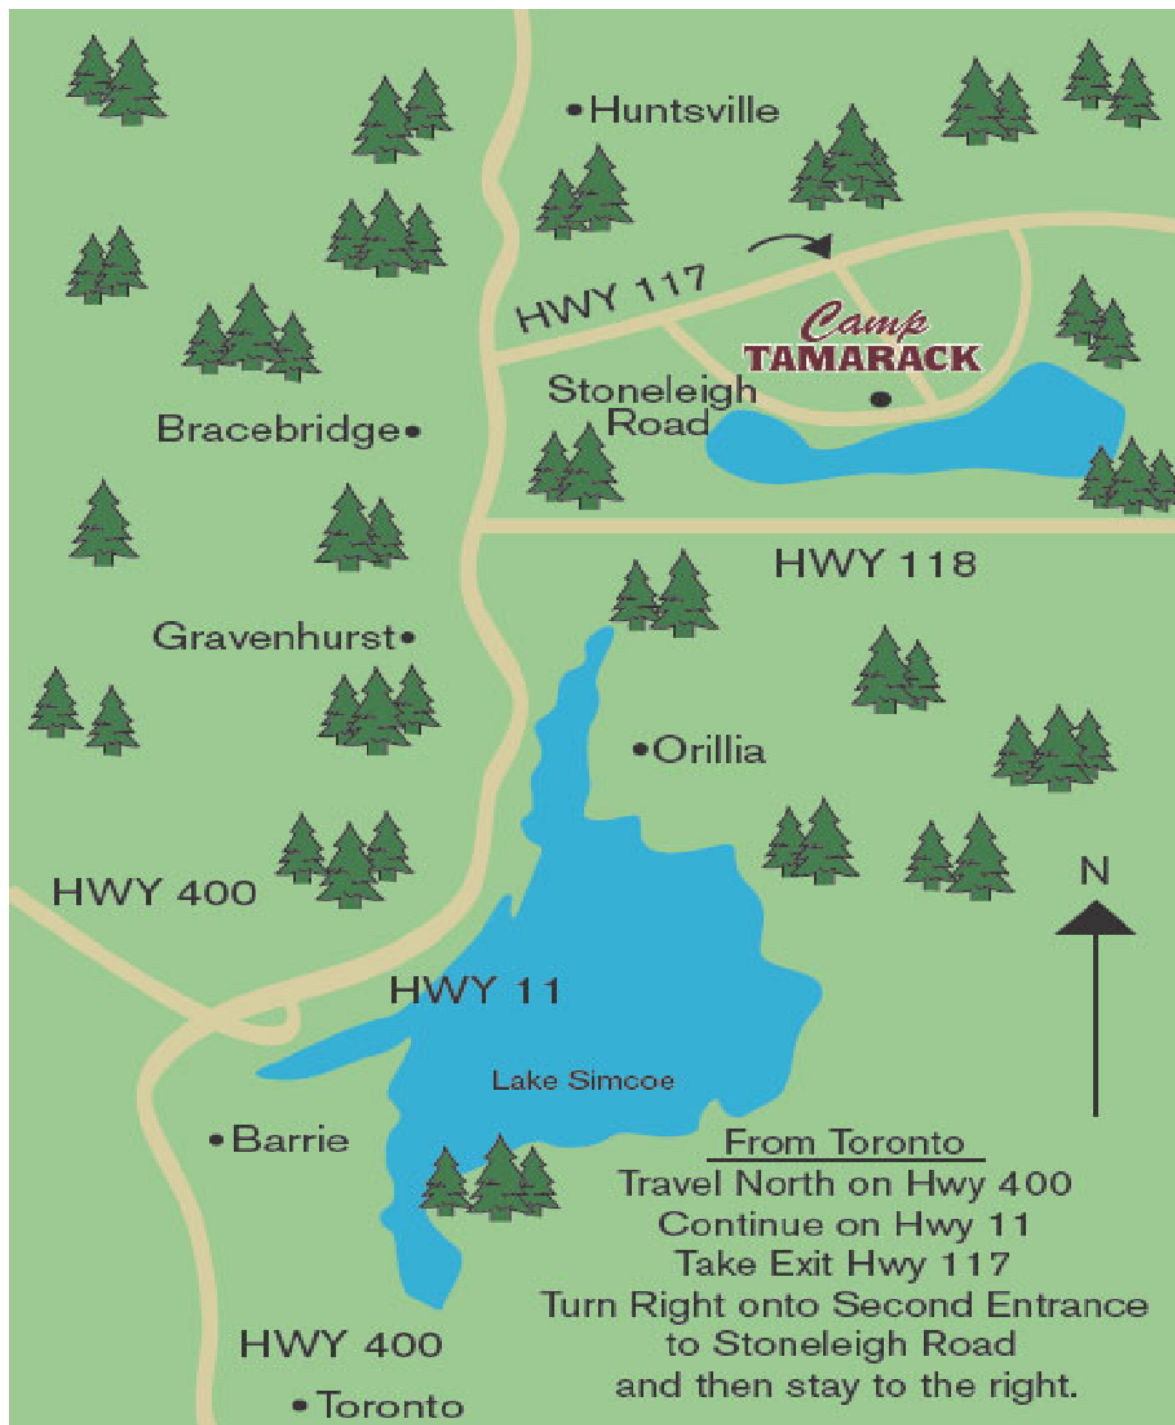 Huntsville
HWY 117
Camp
TAMARACK
Stoneleigh
Road
Bracebridge
HWY 118
Gravenhurst
Orillia
N
HWY 400
HWY 11
Lake Simcoe
Barrie
From Toronto
Travel North on Hwy 400
Continue on Hwy 11
Take Exit Hwy 117
Turn Right onto Second Entrance
to Stoneleigh Road
and then stay to the right.
HWY 400
Toronto